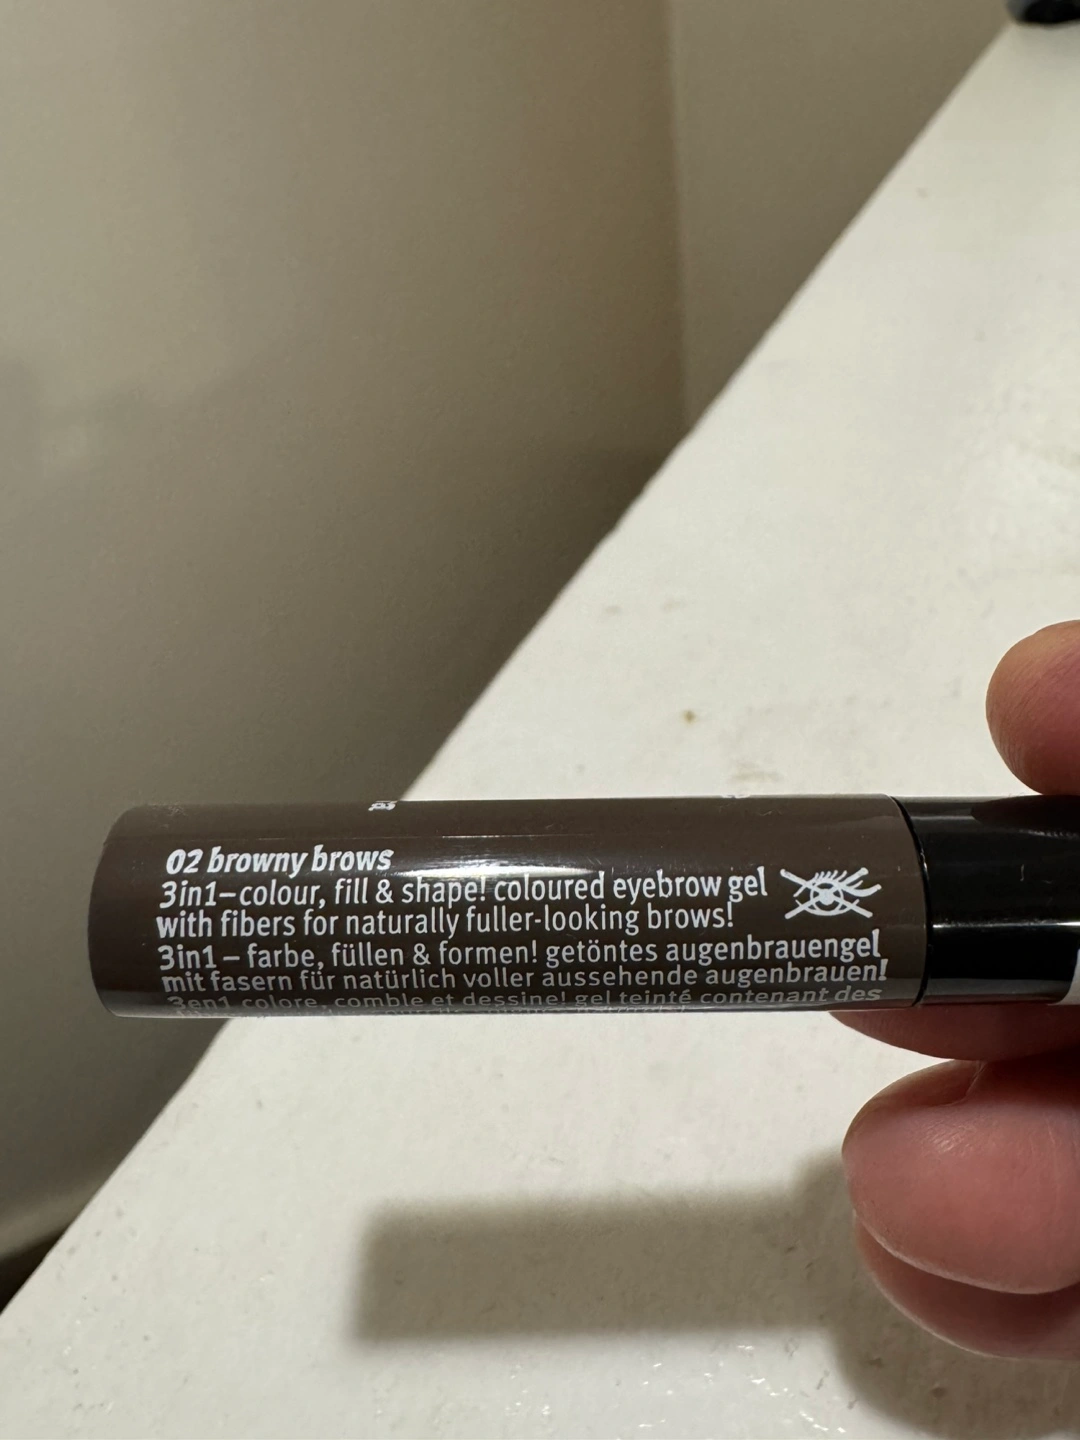 02 browny brows
3in1–colour, fill & shape! coloured eyebrow gel
with fibers for naturally fuller-looking brows!
3in1 – farbe, füllen & formen! getöntes augenbrauengel
mit fasern für natürlich voller aussehende augenbrauen!
3en1 colore, comble et dessine! gel teinté contenant des